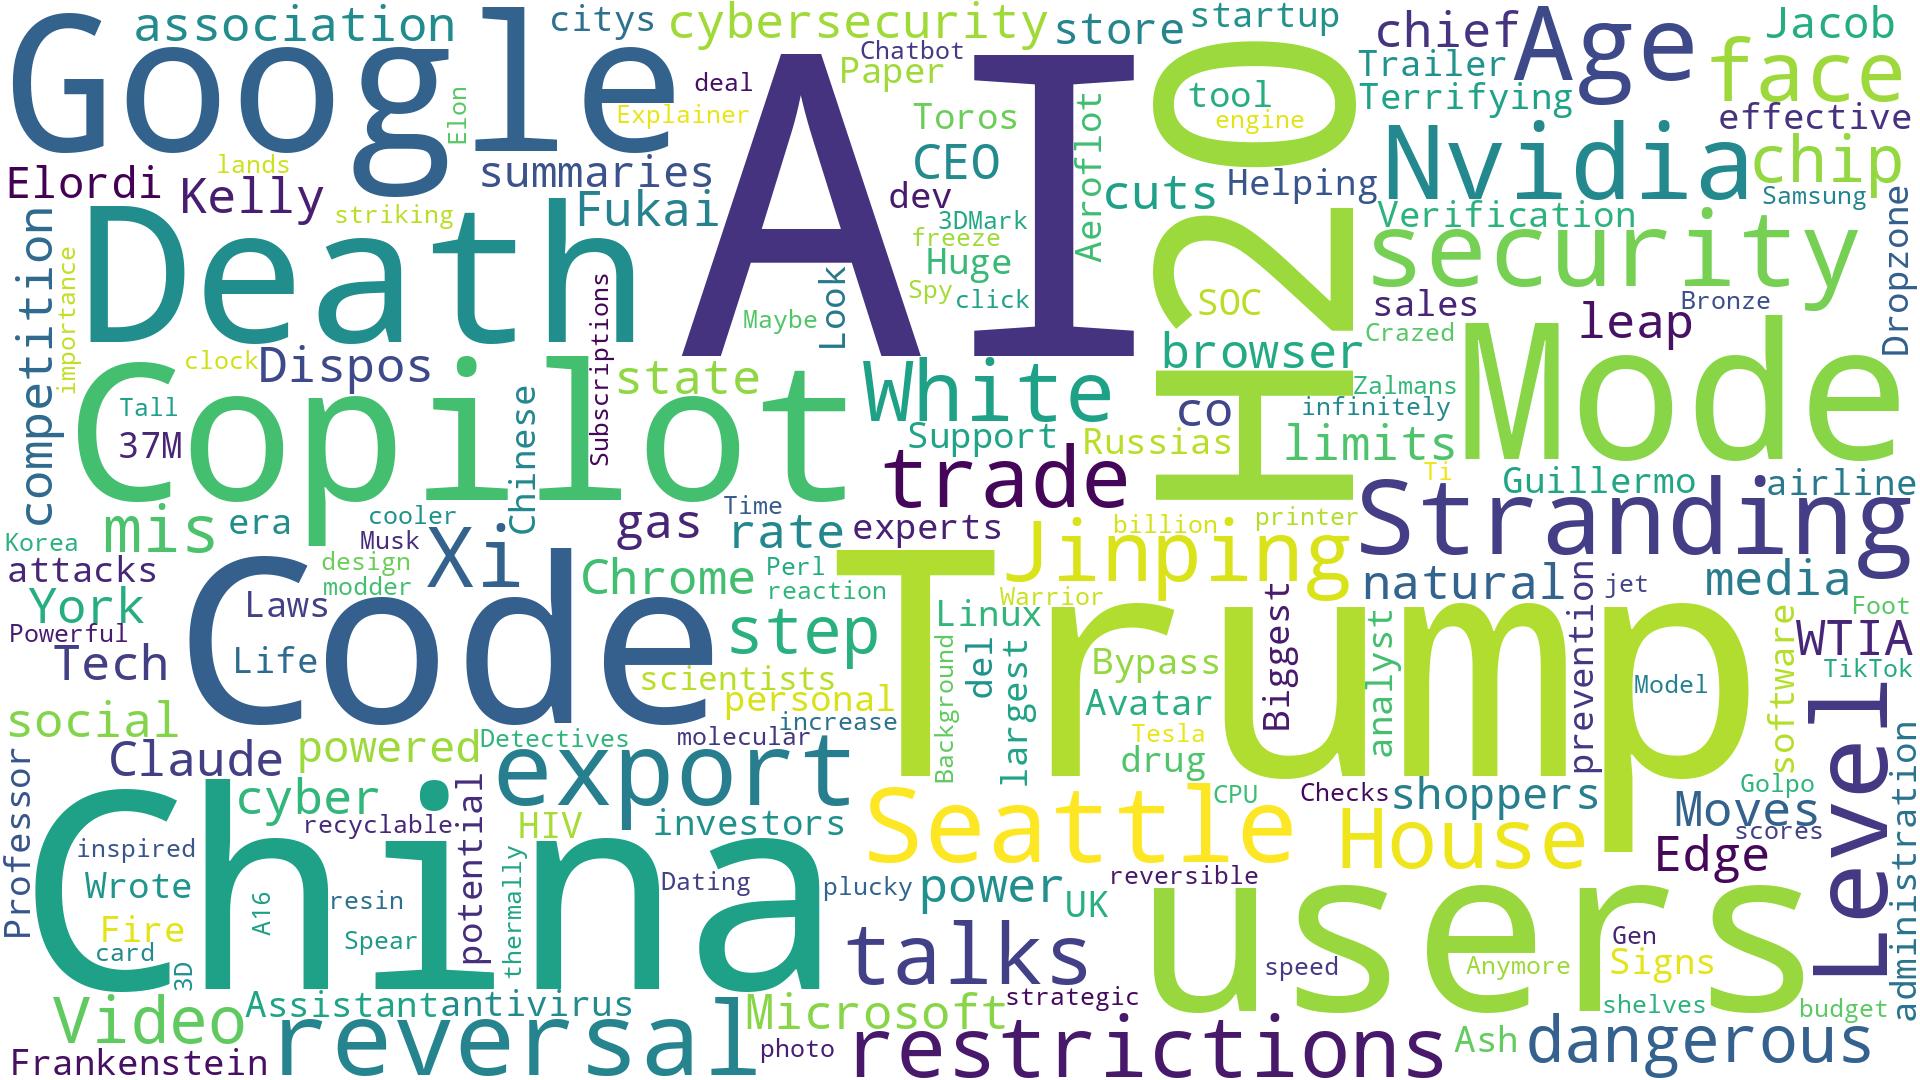 Google
association
citys
cybersecurity
store
startup
chief
Age
Jacob
face
Elon
deal
Explainer
AI
Chatbot
Paper
Toros
CEO
dev
3DMark
freeze
Huge
Spy
click
Aeroflot
H20
tool
engine
Trailer
Terrifying
effective
Nvidia
chip
Samsung
Elordi
lands
Kelly
summaries
striking
Fukai
cuts
Helping
Verification
security
Dropzone
competition
importance
Death
Subscriptions
Maybe
Look
SOC
sales
Crazed
leap
Bronze
clock
Dispos
state
White
browser
Mode
Tall
37M
Copilot
Chinese
Support
trade
co
Russias
Zalmans
infinitely
limits
Ti
Guillermo
airline
Stranding
mis
era
cooler
Musk
Xi
gas
Time
rate
experts
Jinping
billion
printer
Korea
attacks
design
modder
Chrome
Perl
reaction
Warrior
natural
jet
media
York
Powerful
Tech
Laws
Life
Code
step
Linux
Trump
Background
del
largest
Bypass
Avatar
Tesla
drug
Biggest
analyst
prevention
Model
software
Foot
WTIA
TikTok
scientists
personal
increase
social
Claude
powered
Detectives
molecular
export
Professor
cyber
recyclable
potential
HIV
investors
thermally
Seattle
CPU
Checks
shoppers
House
Golpo
Moves
scores
Edge
Level
administration
China
inspired
Wrote
A16
resin
Fire
card
3D
Spear
Dating
plucky
power
reversible
UK
users
talks
speed
Gen
Anymore
Signs
Video
Assistant
antivirus
Microsoft
strategic
shelves
budget
Frankenstein
reversal
photo
restrictions
Ash
dangerous